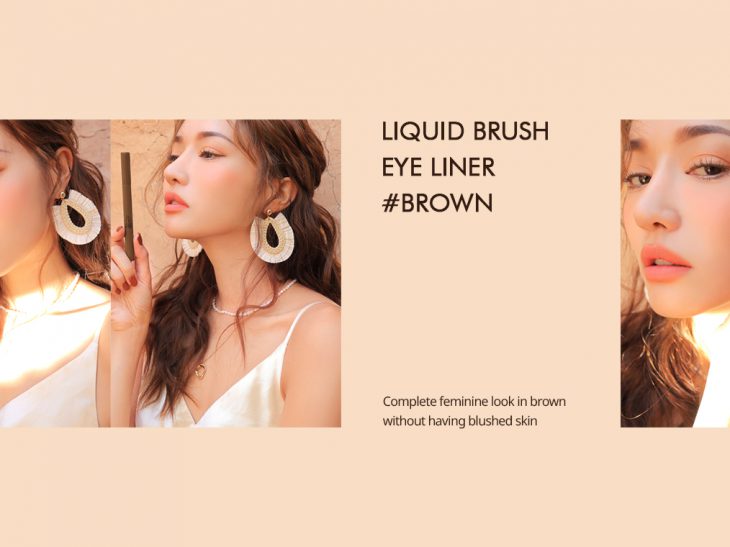 LIQUID BRUSH
EYE LINER
#BROWN
Complete feminine look in brown
without having blushed skin